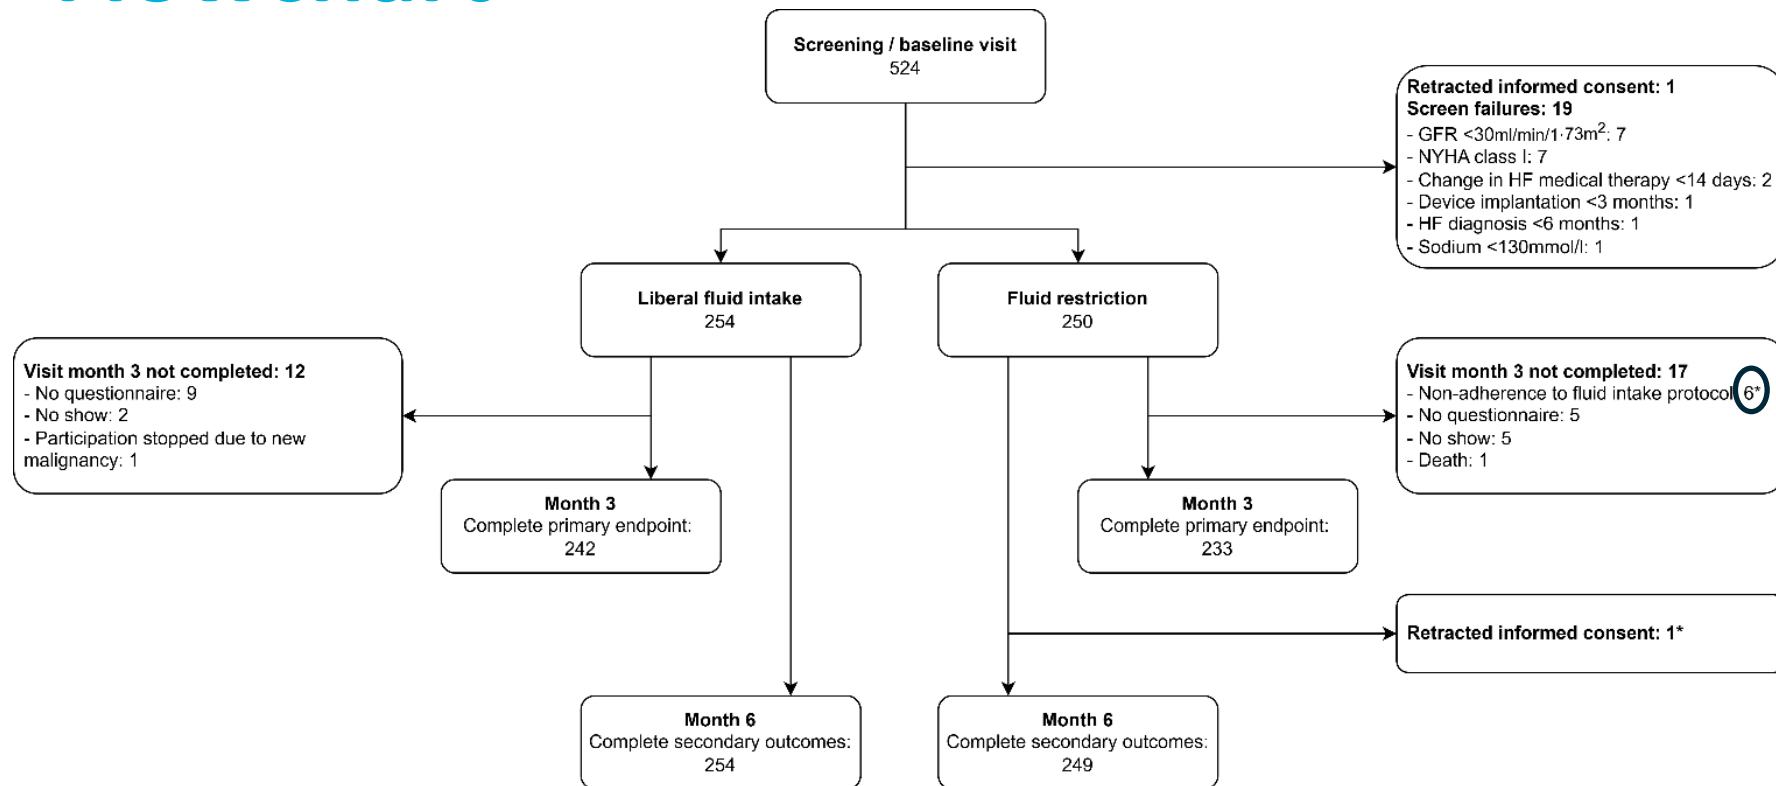 Flowchart
Screening / baseline visit
524
Retracted informed consent: 1
Screen failures: 19
- GFR <30ml/min/1·73m²: 7
- NYHA class I: 7
- Change in HF medical therapy <14 days: 2
- Device implantation <3 months: 1
- HF diagnosis <6 months: 1
- Sodium <130mmol/l: 1
Liberal fluid intake
254
Fluid restriction
250
Visit month 3 not completed: 12
- No questionnaire: 9
- No show: 2
- Participation stopped due to new
malignancy: 1
Visit month 3 not completed: 17
- Non-adherence to fluid intake protocol 6*
- No questionnaire: 5
- No show: 5
- Death: 1
Month 3
Complete primary endpoint:
242
Month 3
Complete primary endpoint:
233
Retracted informed consent: 1*
Month 6
Complete secondary outcomes:
254
Month 6
Complete secondary outcomes:
249